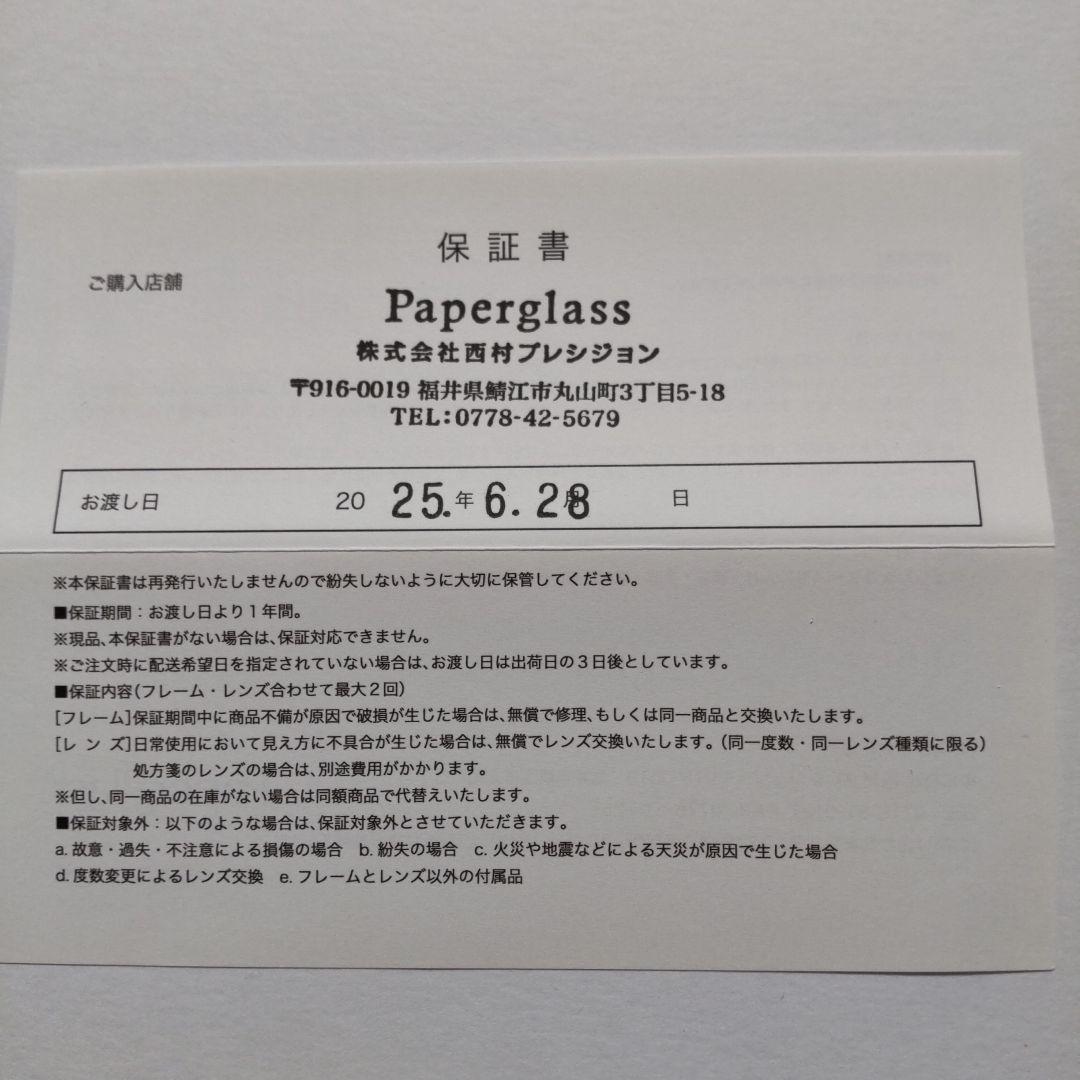 保証書
ご購入店舗
Paperglass
株式会社西村プレシジョン
〒916-0019 福井県鯖江市丸山町3丁目5-18
TEL:0778-42-5679
お渡し日 20 25.年 6.28月 日
※本保証書は再発行いたしませんので紛失しないように大切に保管してください。
■保証期間：お渡し日より1年間。
※現品、本保証書がない場合は、保証対応できません。
※ご注文時に配送希望日を指定されていない場合は、お渡し日は出荷日の3日後としています。
■保証内容（フレーム・レンズ合わせて最大2回）
[フレーム]保証期間中に商品不備が原因で破損が生じた場合は、無償で修理、もしくは同一商品と交換いたします。
[レ ン ズ]日常使用において見え方に不具合が生じた場合は、無償でレンズ交換いたします。（同一度数・同一レンズ種類に限る）
処方箋のレンズの場合は、別途費用がかかります。
※但し、同一商品の在庫がない場合は同額商品で代替えいたします。
■保証対象外：以下のような場合は、保証対象外とさせていただきます。
a. 故意・過失・不注意による損傷の場合 b. 紛失の場合 c. 火災や地震などによる天災が原因で生じた場合
d. 度数変更によるレンズ交換 e. フレームとレンズ以外の付属品